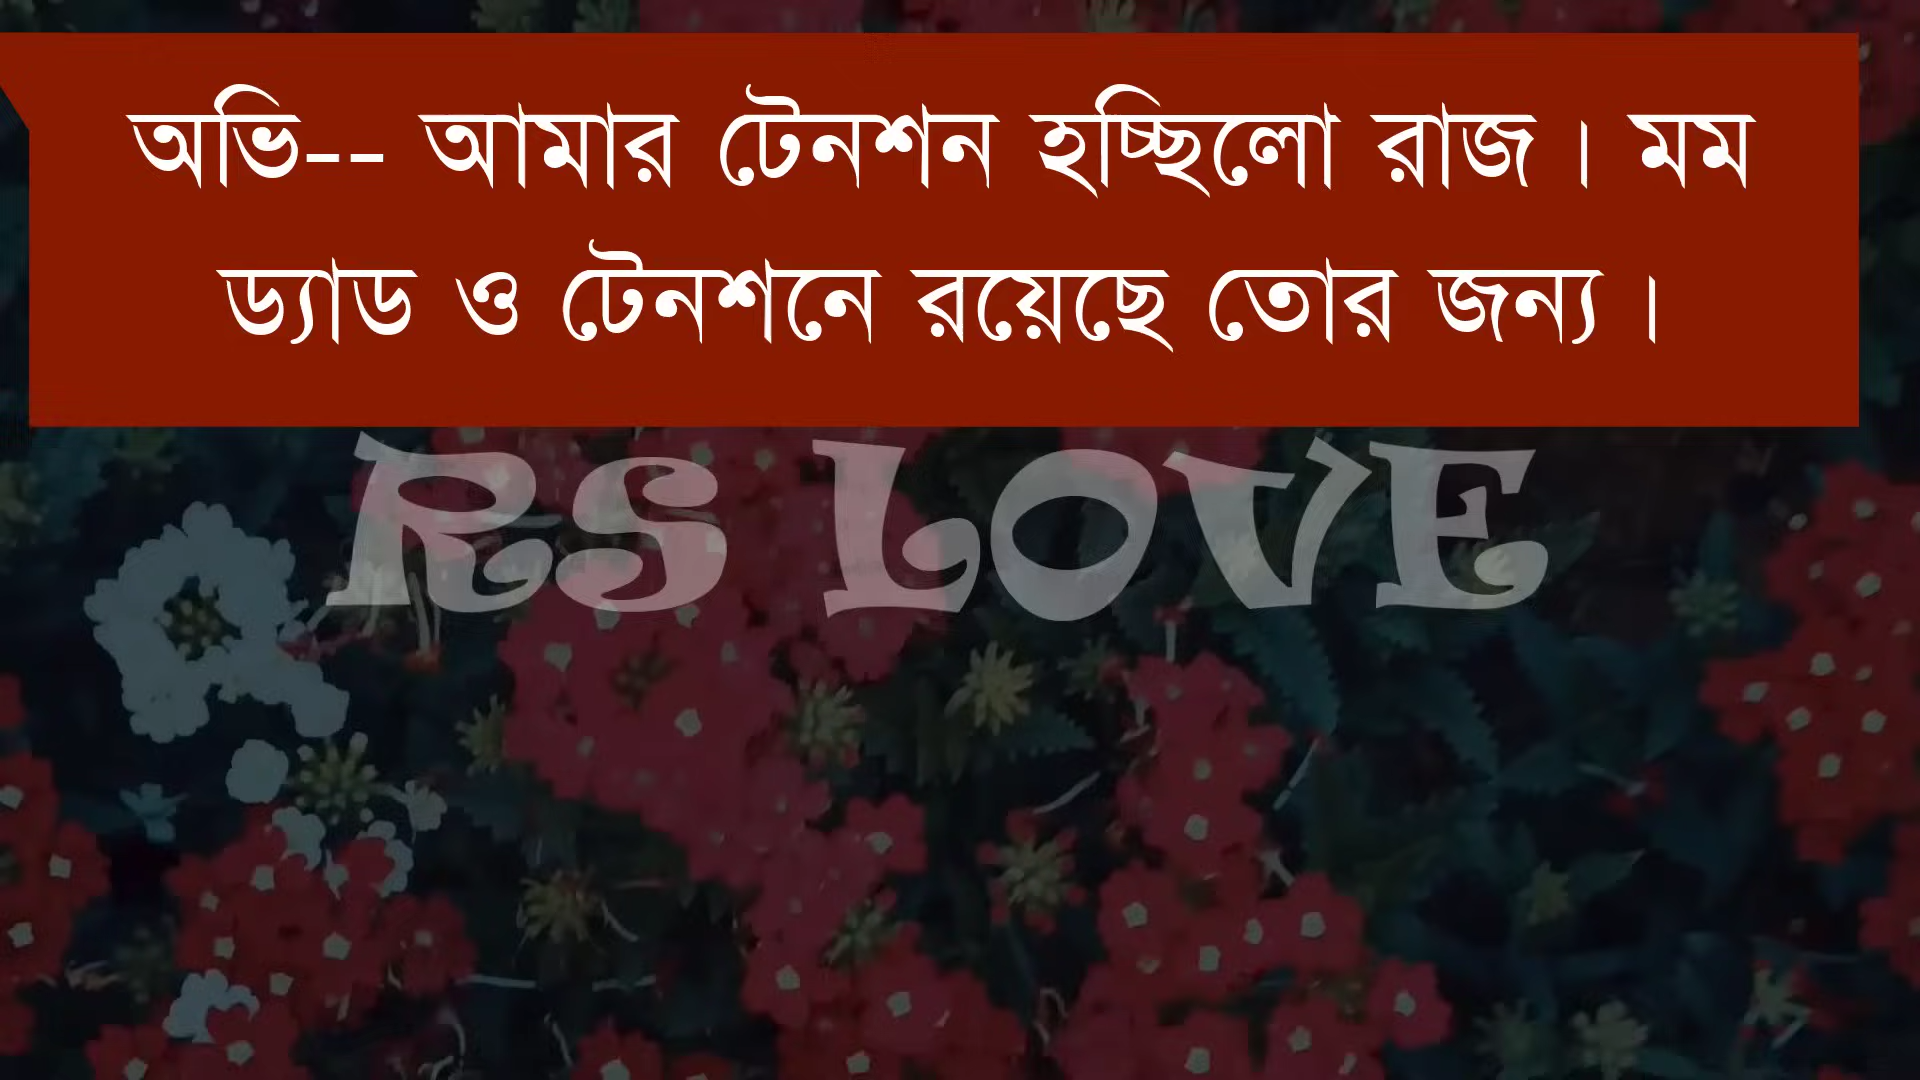 অভি-- আমার টেনশন হচ্ছিলো রাজ। মম
ড্যাড ও টেনশনে রয়েছে তোর জন্য।
RS LOVE